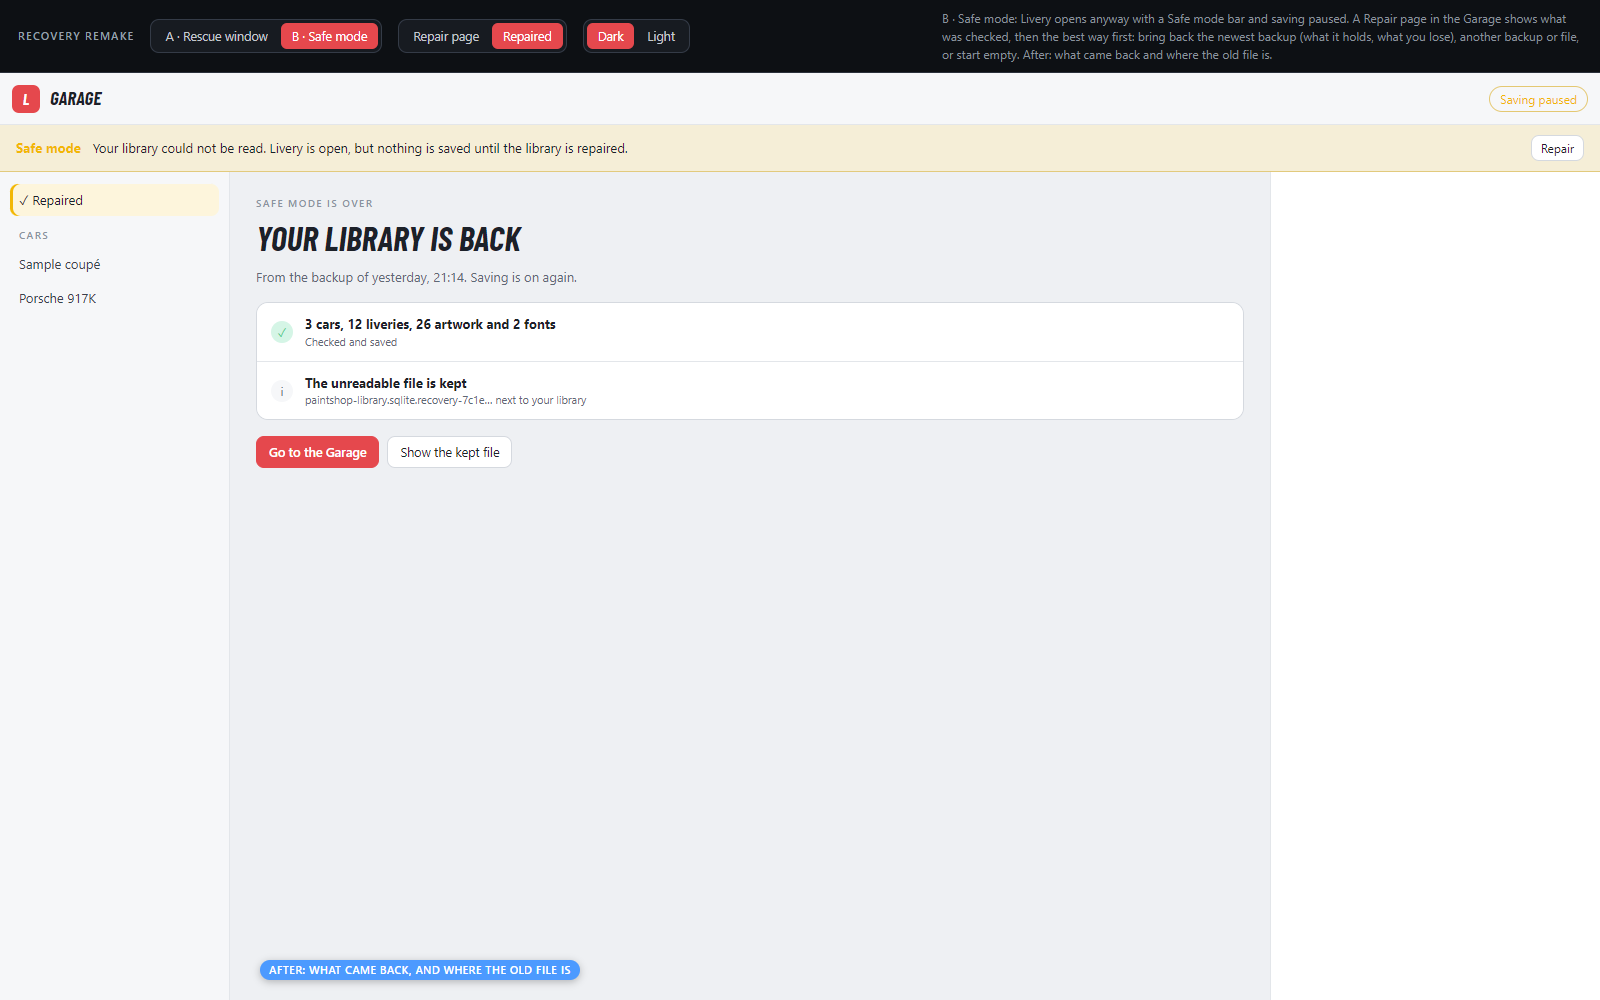 RECOVERY REMAKE
A · Rescue window
B · Safe mode
Repair page
Repaired
Dark
Light
B · Safe mode: Livery opens anyway with a Safe mode bar and saving paused. A Repair page in the Garage shows what
was checked, then the best way first: bring back the newest backup (what it holds, what you lose), another backup or file,
or start empty. After: what came back and where the old file is.
L
GARAGE
Saving paused
Safe mode
Your library could not be read. Livery is open, but nothing is saved until the library is repaired.
Repair
✓ Repaired
CARS
Sample coupé
Porsche 917K
SAFE MODE IS OVER
YOUR LIBRARY IS BACK
From the backup of yesterday, 21:14. Saving is on again.
✓
3 cars, 12 liveries, 26 artwork and 2 fonts
Checked and saved
i
The unreadable file is kept
paintshop-library.sqlite.recovery-7c1e... next to your library
Go to the Garage
Show the kept file
AFTER: WHAT CAME BACK, AND WHERE THE OLD FILE IS